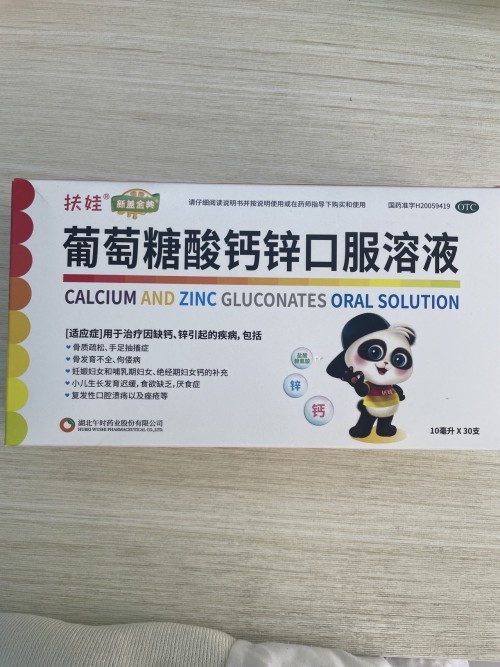 扶娃®
新盖金典®
请仔细阅读说明书并按说明使用或在药师指导下购买和使用
国药准字H20059419
OTC
葡萄糖酸钙锌口服溶液
CALCIUM AND ZINC GLUCONATES ORAL SOLUTION
[适应症]用于治疗因缺钙、锌引起的疾病，包括
骨质疏松、手足抽搐症
骨发育不全、佝偻病
妊娠妇女和哺乳期妇女、绝经期妇女钙的补充
小儿生长发育迟缓，食欲缺乏，厌食症
复发性口腔溃疡以及痤疮等
盐酸
赖氨酸
锌
钙
湖北午时药业股份有限公司
HUBEI WUSHI PHARMACEUTICAL CO.,LTD.
10毫升 X 30支